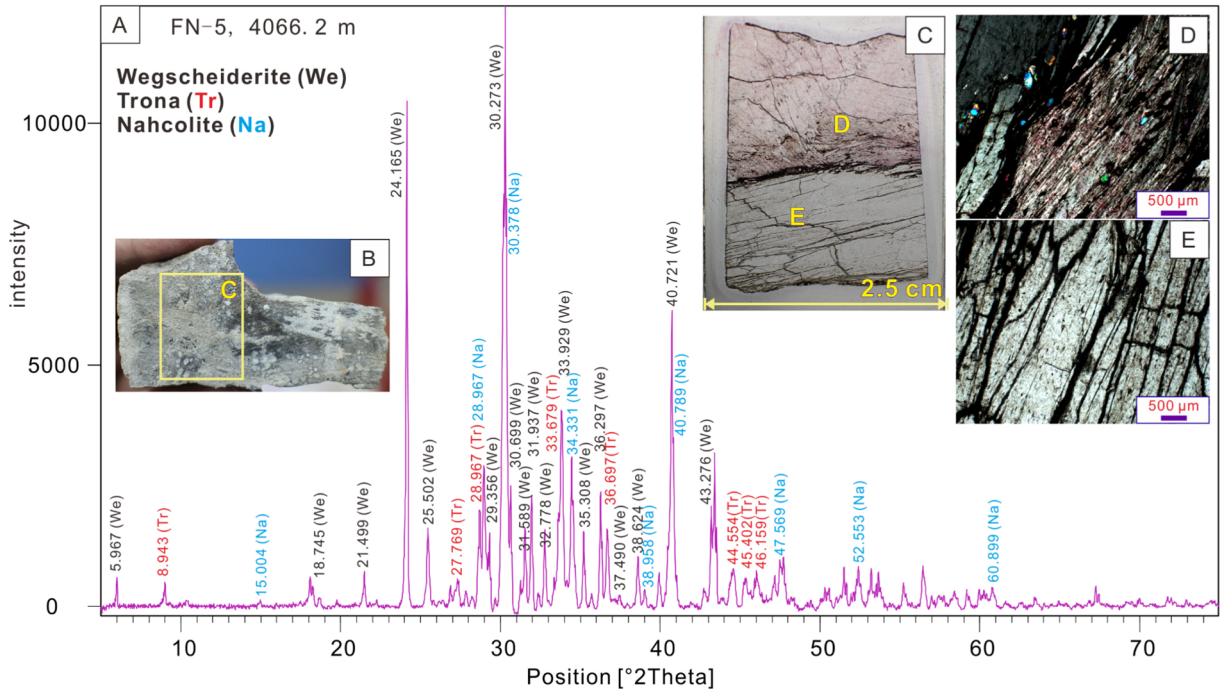 A
FN-5, 4066.2 m
Wegscheiderite (We)
Trona (Tr)
Nahcolite (Na)
intensity
10000
5000
0
5.967 (We)
8.943 (Tr)
15.004 (Na)
18.745 (We)
21.499 (We)
24.165 (We)
25.502 (We)
27.769 (Tr)
28.967 (Tr)
28.967 (Na)
29.356 (We)
30.273 (We)
30.378 (Na)
30.699 (We)
31.589 (We)
31.937 (We)
32.778 (We)
33.679 (Tr)
33.929 (We)
34.331 (Na)
35.308 (We)
36.297 (We)
36.697(Tr)
37.490 (We)
38.624 (We)
38.958 (Na)
40.721 (We)
40.789 (Na)
43.276 (We)
44.554(Tr)
45.402(Tr)
46.159(Tr)
47.569 (Na)
52.553 (Na)
60.899 (Na)
10
20
30
40
50
60
70
Position [°2Theta]
B
C
C
D
E
2.5 cm
D
500 µm
E
500 µm